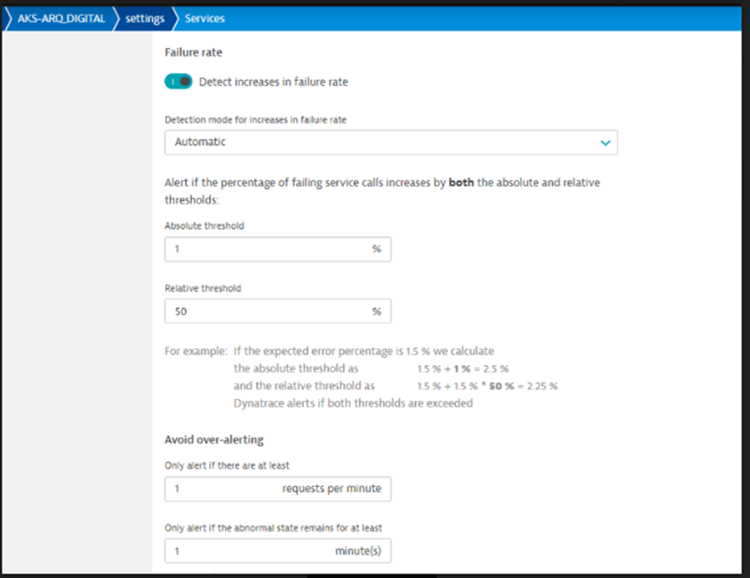 AKS-ARQ_DIGITAL settings Services
Failure rate
Detect increases in failure rate
Detection mode for increases in failure rate
Automatic
Alert if the percentage of failing service calls increases by both the absolute and relative
thresholds:
Absolute threshold
1 %
Relative threshold
50 %
For example: If the expected error percentage is 1.5 % we calculate
the absolute threshold as 1.5 % + 1 % = 2.5 %
and the relative threshold as 1.5 % + 1.5 % * 50 % = 2.25 %
Dynatrace alerts if both thresholds are exceeded
Avoid over-alerting
Only alert if there are at least
1 requests per minute
Only alert if the abnormal state remains for at least
1 minute(s)